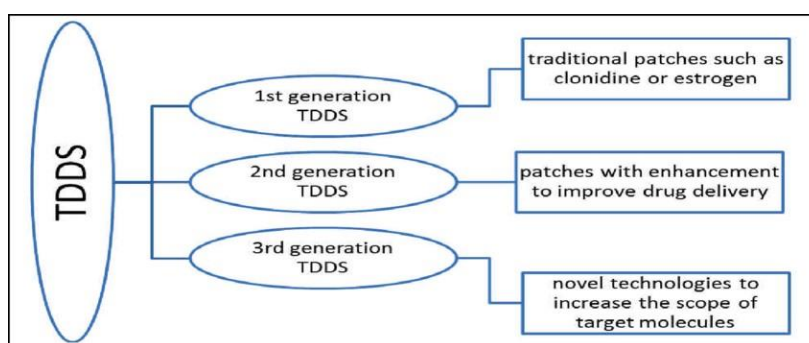 TDDS
1st generation
TDDS
traditional patches such as
clonidine or estrogen
2nd generation
TDDS
patches with enhancement
to improve drug delivery
3rd generation
TDDS
novel technologies to
increase the scope of
target molecules